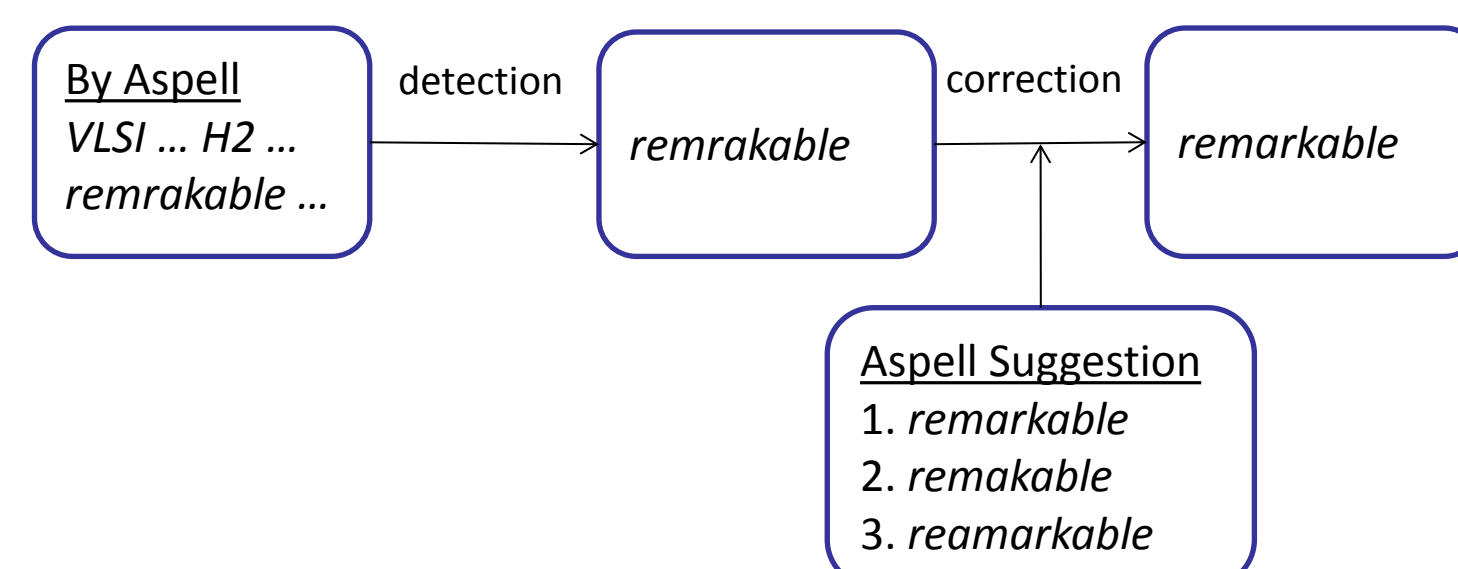 By Aspell
VLSI … H2 …
remrakable …
detection
remrakable
correction
remarkable
Aspell Suggestion
1. remarkable
2. remakable
3. reamarkable